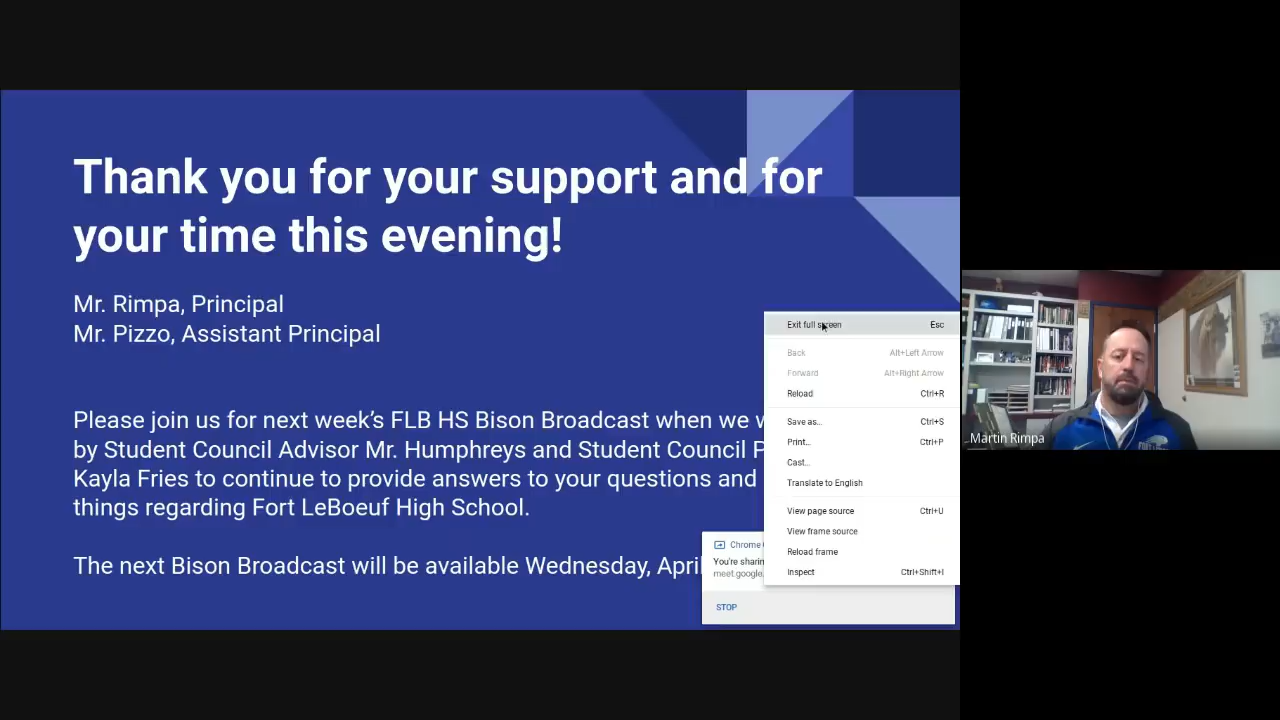 Thank you for your support and for
your time this evening!
Mr. Rimpa, Principal
Mr. Pizzo, Assistant Principal
Please join us for next week’s FLB HS Bison Broadcast when we w
by Student Council Advisor Mr. Humphreys and Student Council P
Kayla Fries to continue to provide answers to your questions and
things regarding Fort LeBoeuf High School.
The next Bison Broadcast will be available Wednesday, April
Exit full screen Esc
Back Alt+Left Arrow
Forward Alt+Right Arrow
Reload Ctrl+R
Save as... Ctrl+S
Print... Ctrl+P
Cast...
Translate to English
View page source Ctrl+U
View frame source
Reload frame
Inspect Ctrl+Shift+I
Chrome
You're sharin
meet.google.
STOP
Martin Rimpa